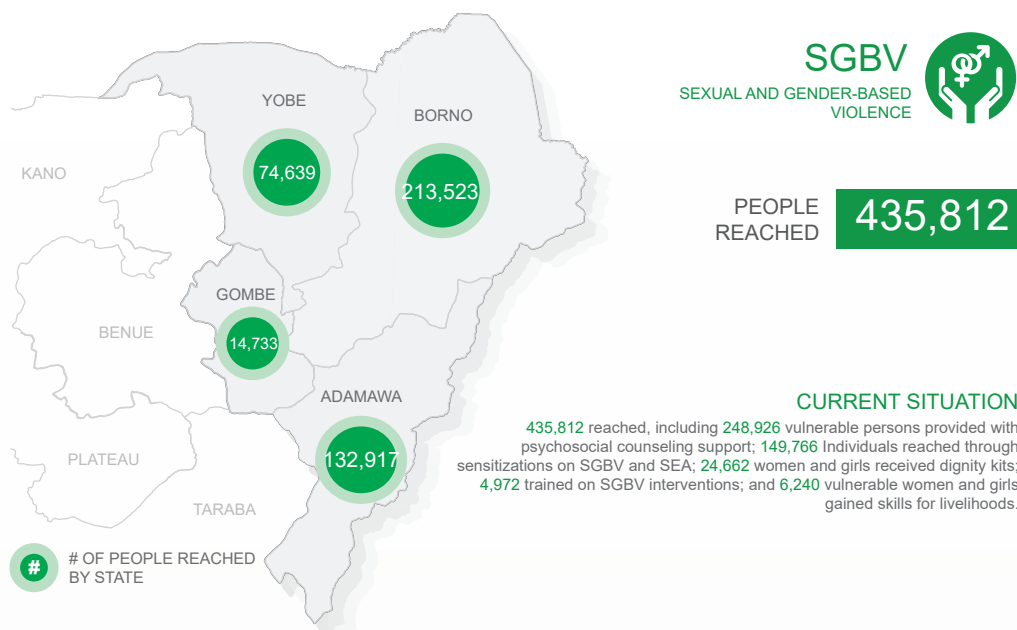 SGBV
SEXUAL AND GENDER-BASED
VIOLENCE
YOBE
BORNO
74,639
213,523
KANO
PEOPLE
REACHED
435,812
GOMBE
14,733
BENUE
ADAMAWA
132,917
PLATEAU
TARABA
CURRENT SITUATION
435,812 reached, including 248,926 vulnerable persons provided with
psychosocial counseling support; 149,766 Individuals reached through
sensitizations on SGBV and SEA; 24,662 women and girls received dignity kits;
4,972 trained on SGBV interventions; and 6,240 vulnerable women and girls
gained skills for livelihoods.
#
# OF PEOPLE REACHED
BY STATE